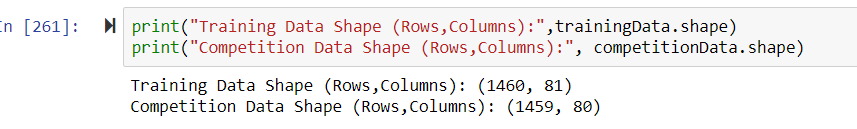 In [261]:
print("Training Data Shape (Rows,Columns):",trainingData.shape)
print("Competition Data Shape (Rows,Columns):", competitionData.shape)
Training Data Shape (Rows,Columns): (1460, 81)
Competition Data Shape (Rows,Columns): (1459, 80)